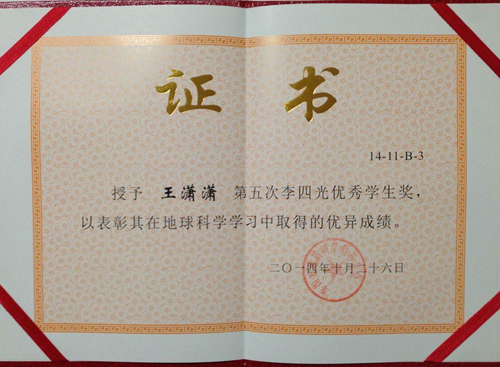 证 书
14-11-B-3
授予 王潇潇 第五次李四光优秀学生奖,
以表彰其在地球科学学习中取得的优异成绩。
二〇一四年十月二十六日